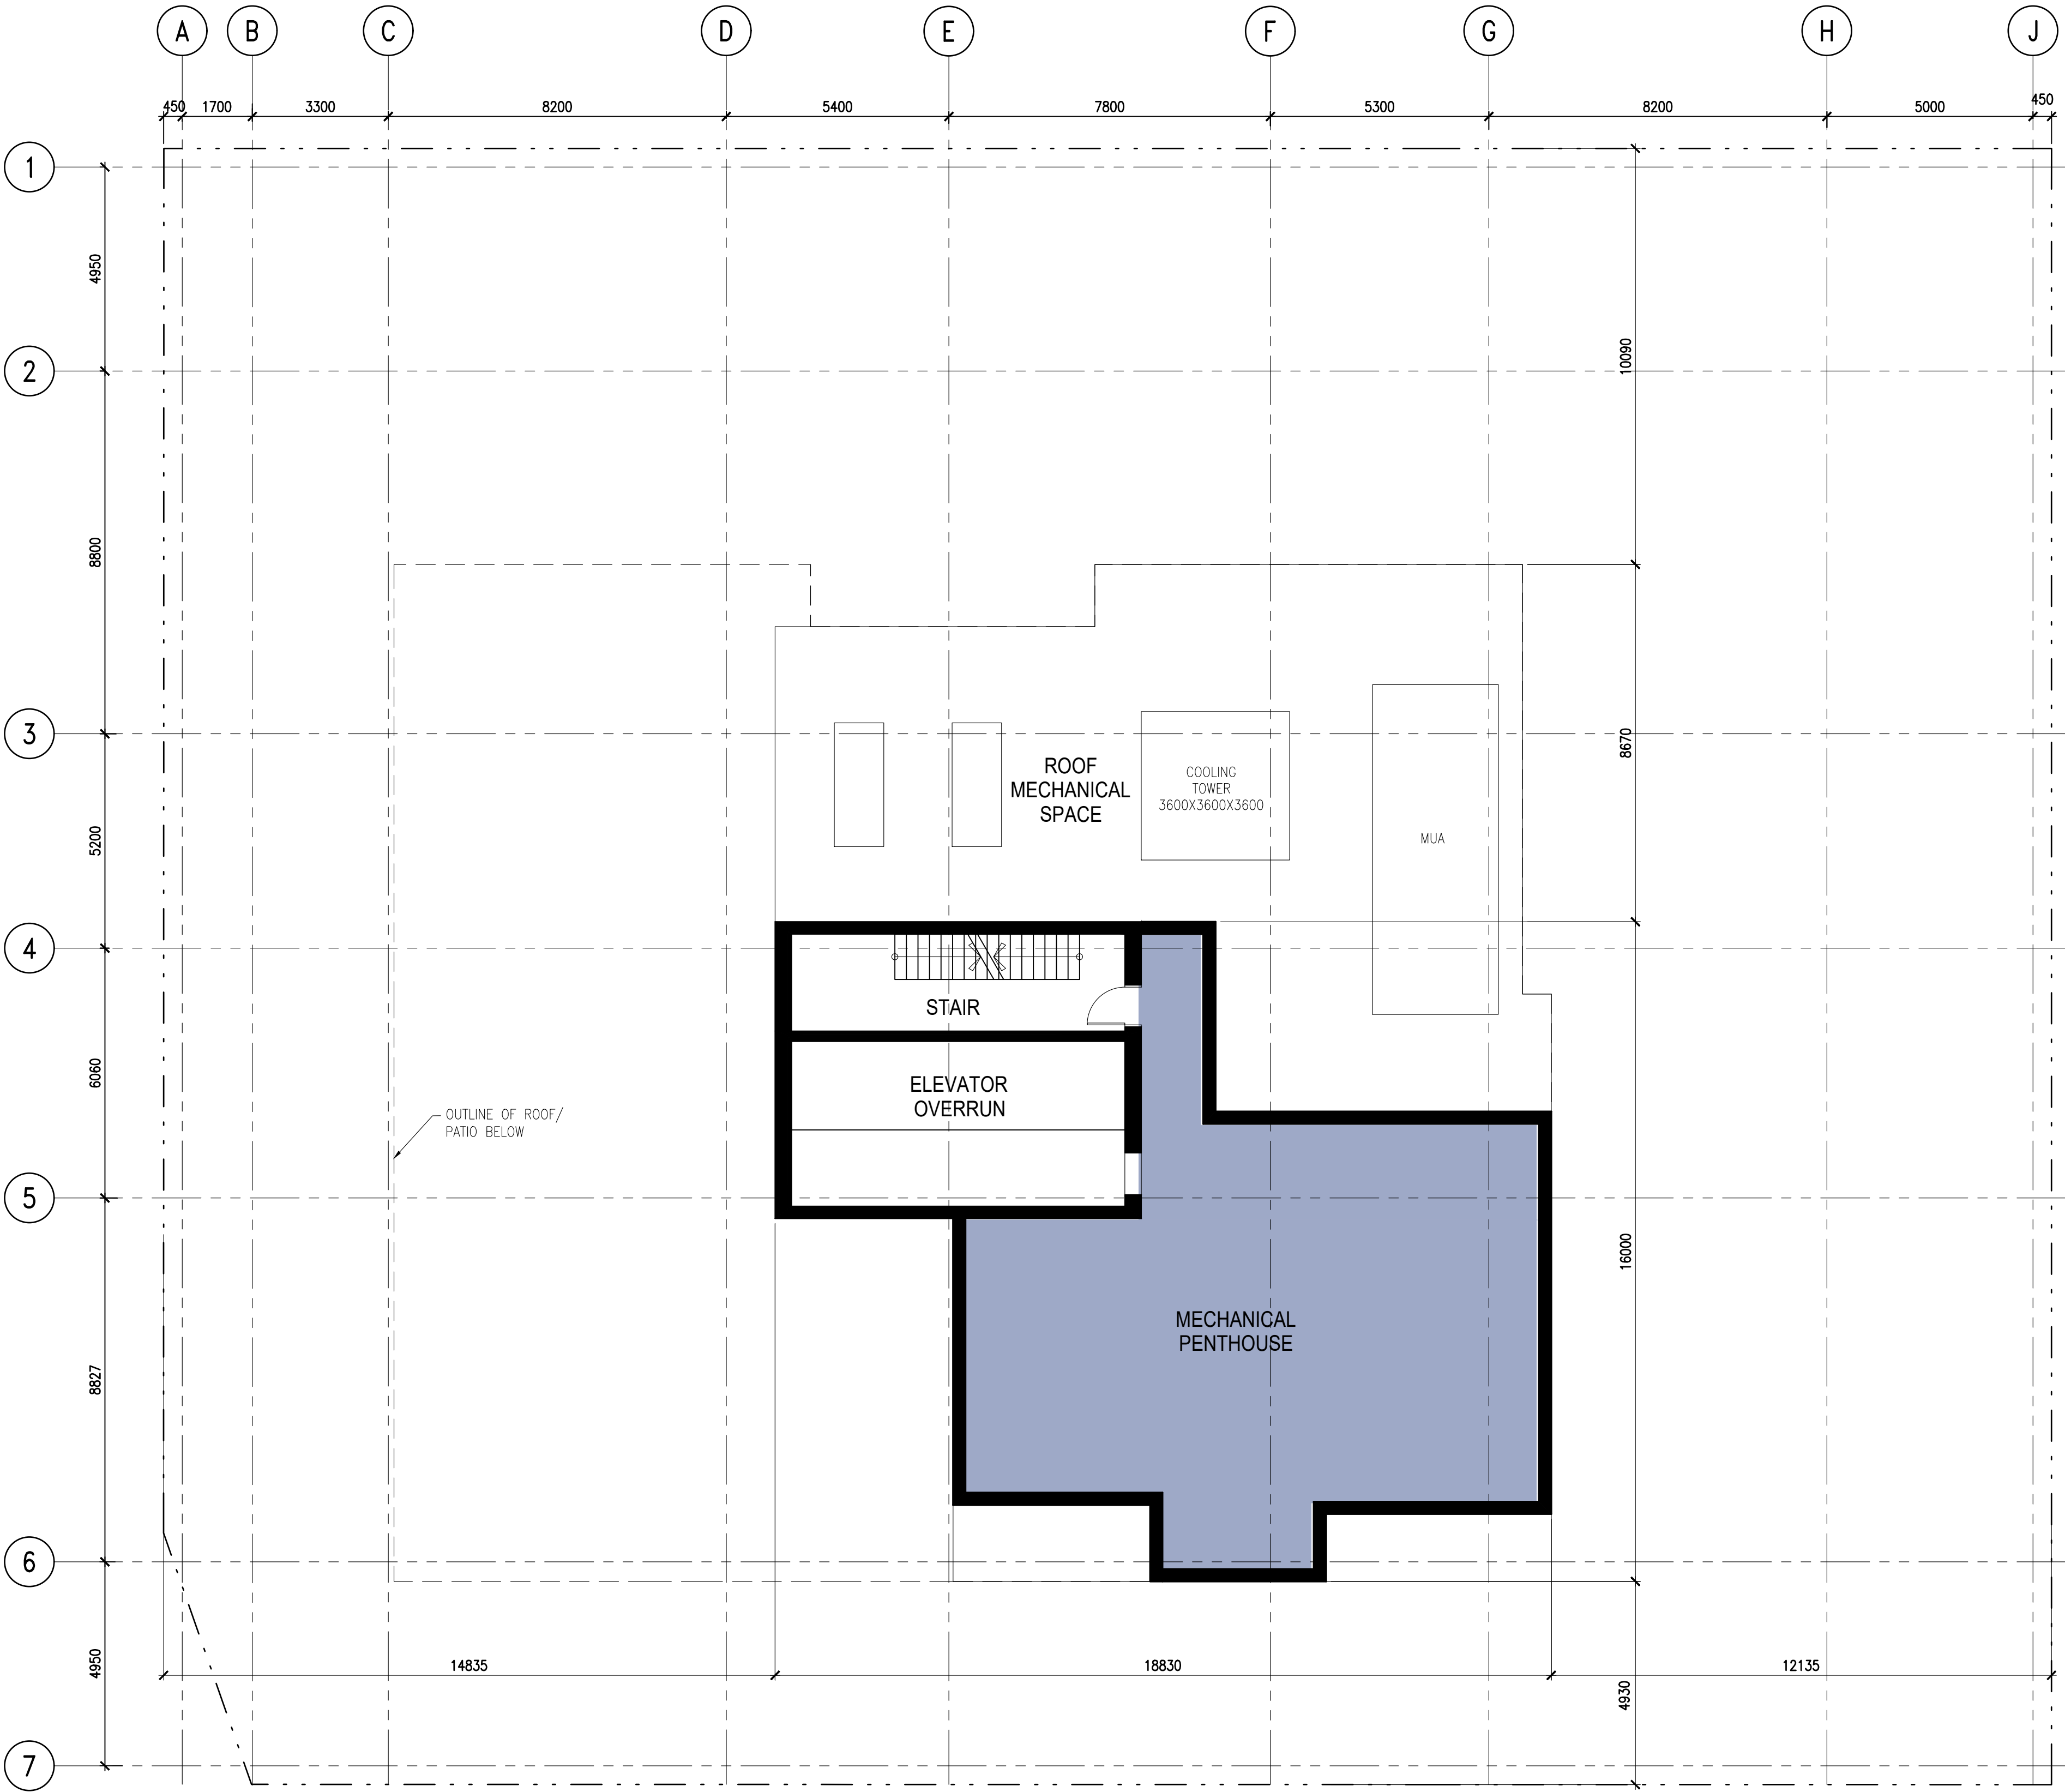 A B C D E F G H J
450 1700 3300 8200 5400 7800 5300 8200 5000 450
1
4950
2
10090
8800
3
8670
ROOF
MECHANICAL
SPACE
COOLING
TOWER
3600X3600X3600
MUA
5200
4
STAIR
6060
ELEVATOR
OVERRUN
OUTLINE OF ROOF/
PATIO BELOW
5
16000
MECHANICAL
PENTHOUSE
8827
6
4950
14835 18830 12135
4930
7